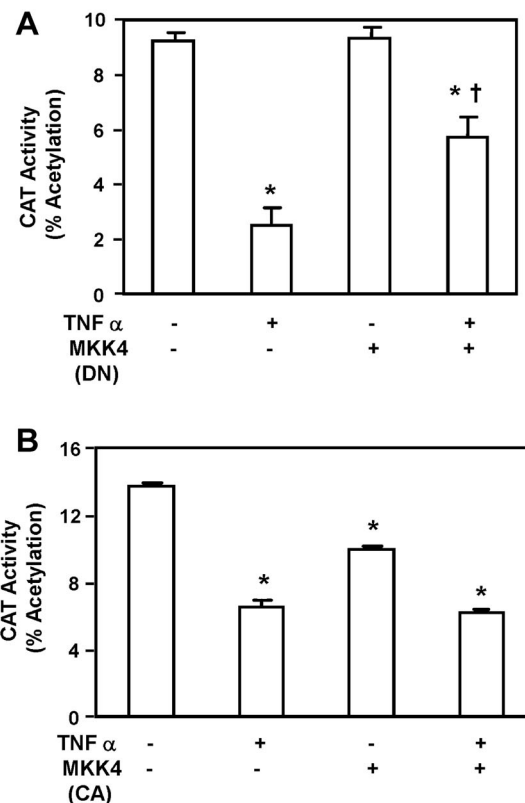 A
CAT Activity
(% Acetylation)
10
8
6
4
2
0
*
* †
TNF α - + - +
MKK4 - - + +
(DN)
B
CAT Activity
(% Acetylation)
16
12
8
4
0
*
*
*
TNF α - + - +
MKK4 - - + +
(CA)